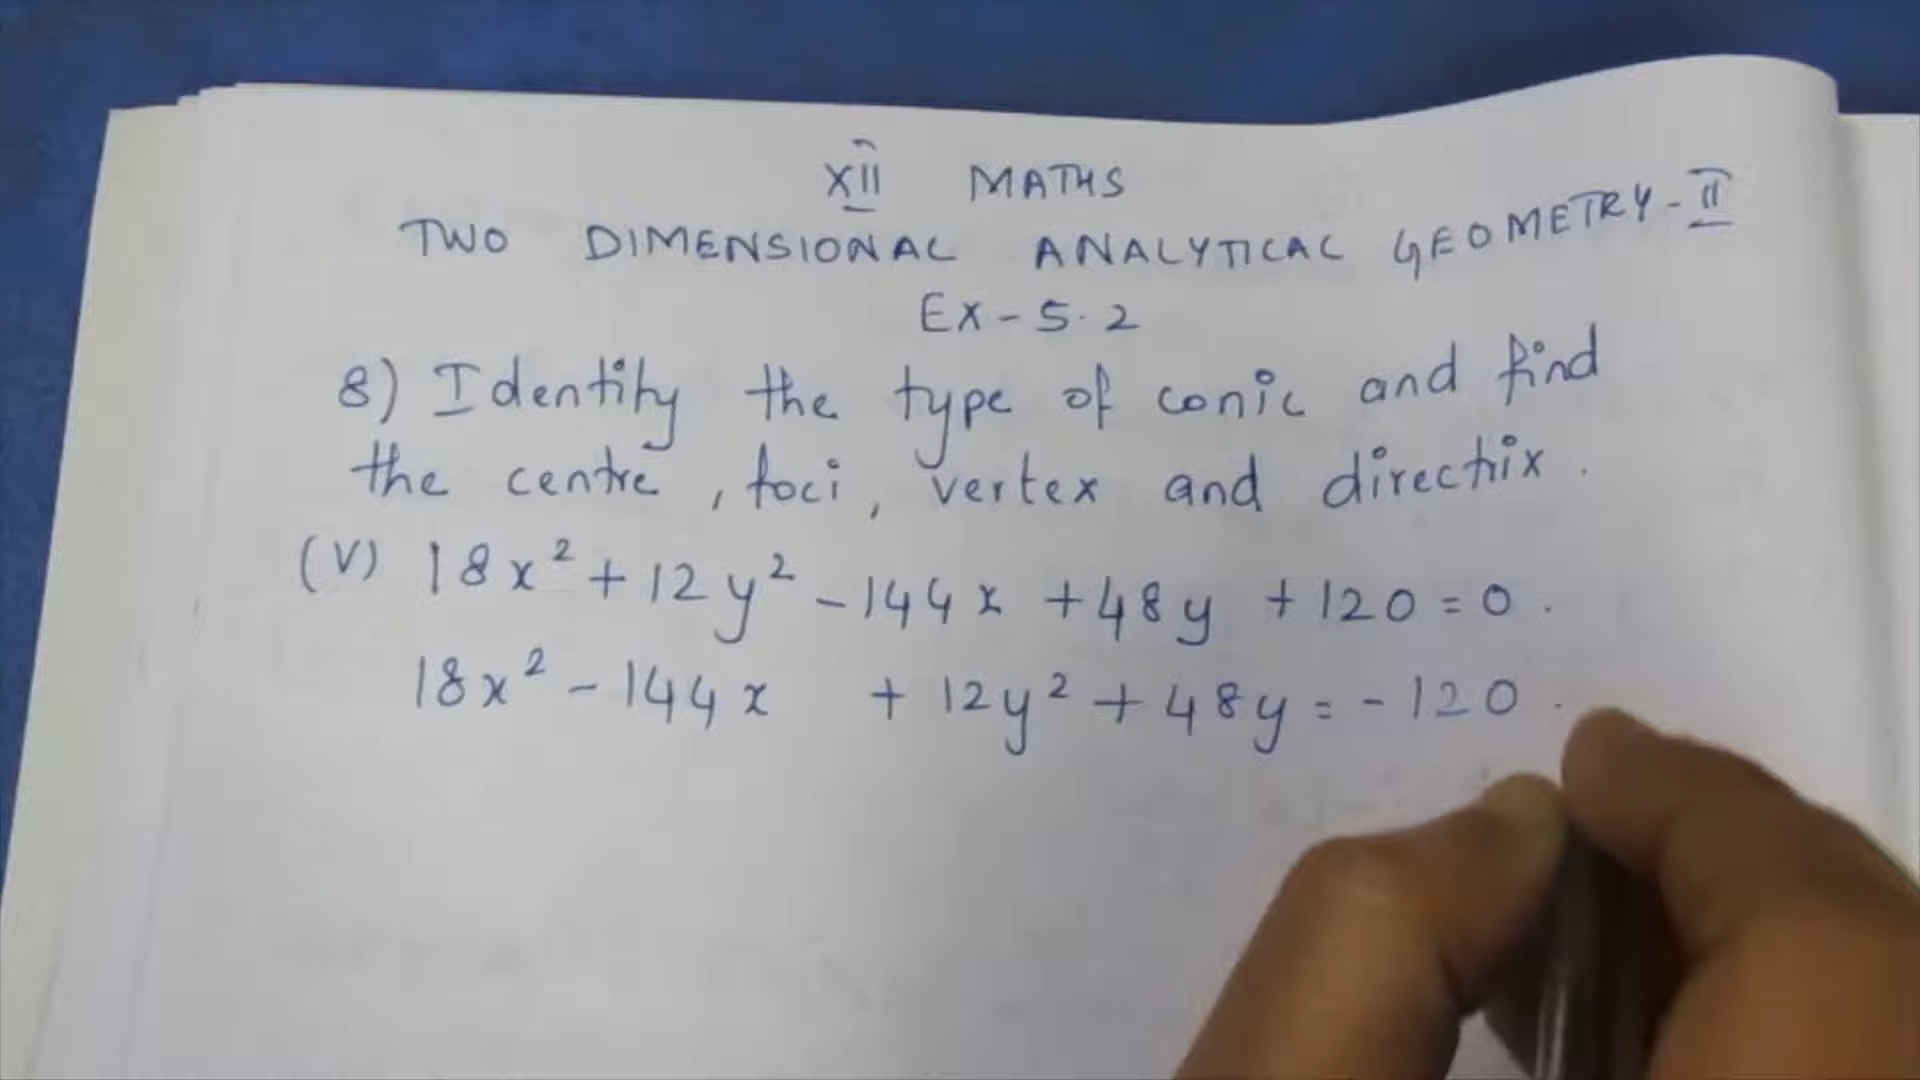 XII MATHS
TWO DIMENSIONAL ANALYTICAL GEOMETRY-II
EX-5.2
8) Identify the type of conic and find
the centre, foci, vertex and directrix.
(V) 18x² + 12y² - 144x + 48y + 120 = 0.
18x² - 144x + 12y² + 48y = -120.